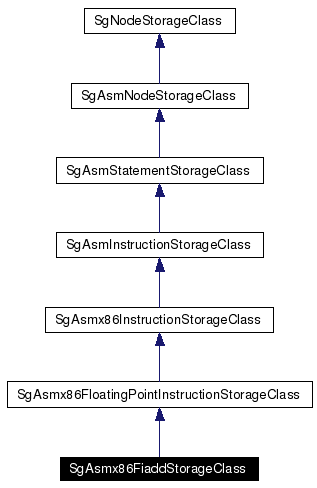 SgNodeStorageClass
SgAsmNodeStorageClass
SgAsmStatementStorageClass
SgAsmInstructionStorageClass
SgAsmx86InstructionStorageClass
SgAsmx86FloatingPointInstructionStorageClass
SgAsmx86FiaddStorageClass